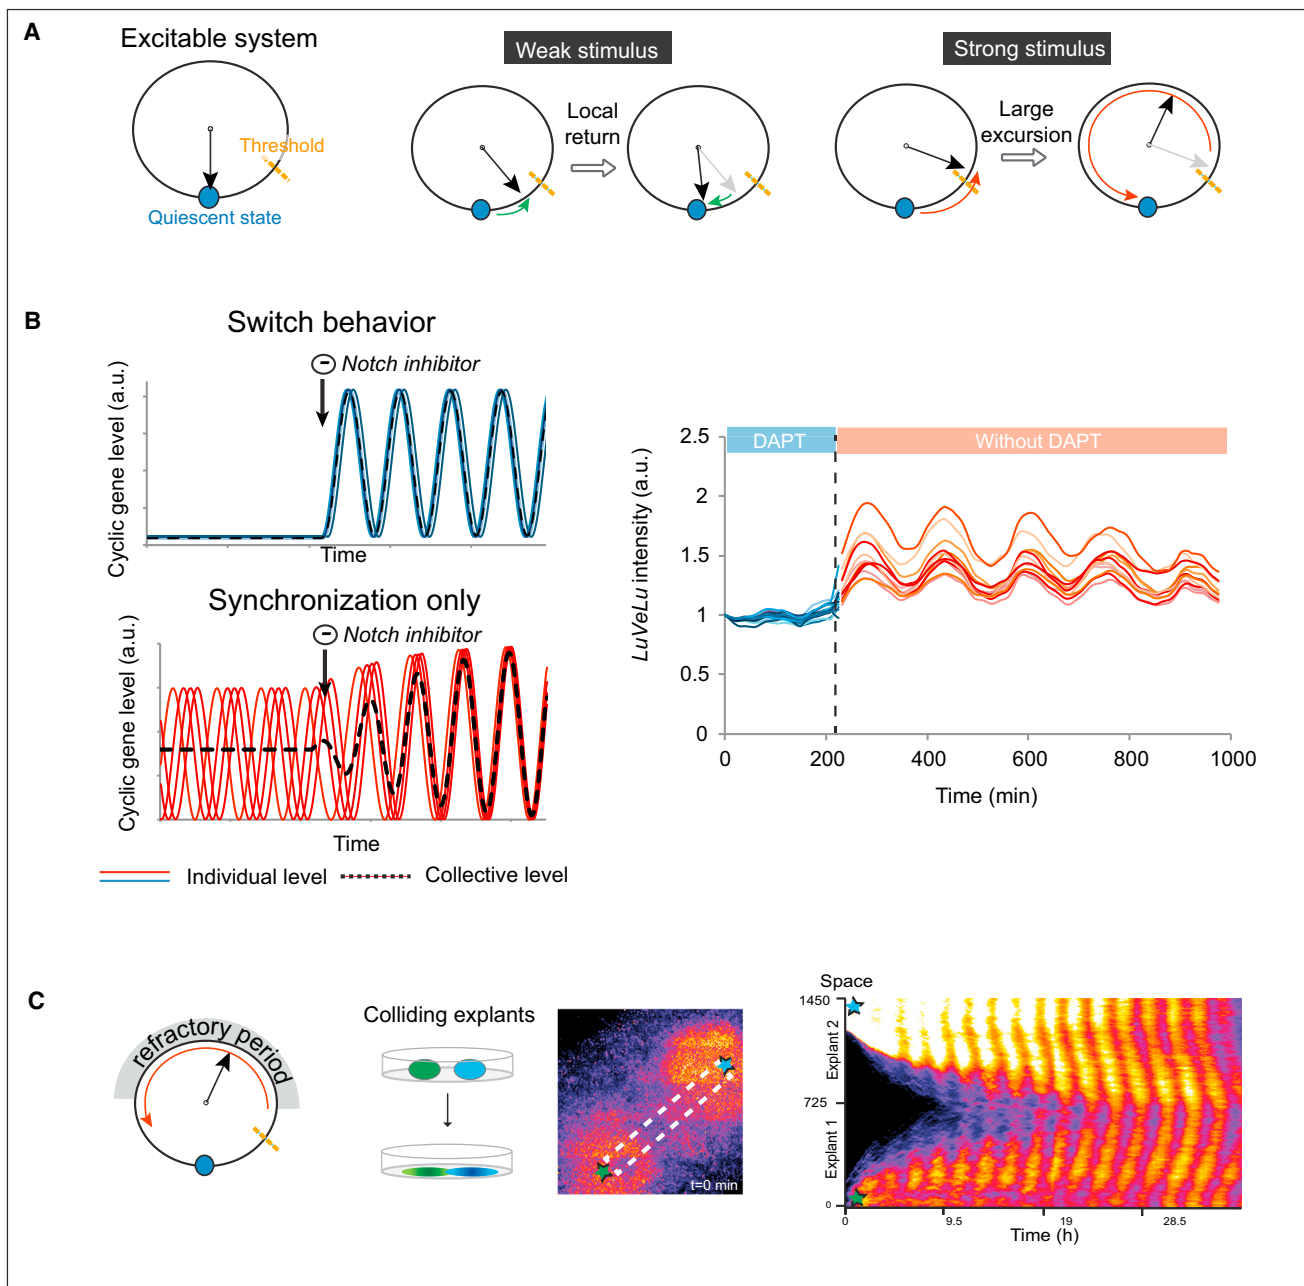 A
Excitable system
Threshold
Quiescent state
Weak stimulus
Local
return
Strong stimulus
Large
excursion
B
Switch behavior
- Notch inhibitor
Cyclic gene level (a.u.)
Time
Synchronization only
- Notch inhibitor
Cyclic gene level (a.u.)
Time
Individual level
Collective level
DAPT
Without DAPT
LuVeLu intensity (a.u.)
2.5
2
1.5
1
0.5
0
0 200 400 600 800 1000
Time (min)
C
refractory period
Colliding explants
t=0 min
Space
1450
Explant 2
725
Explant 1
0
0 9.5 19 28.5
Time (h)